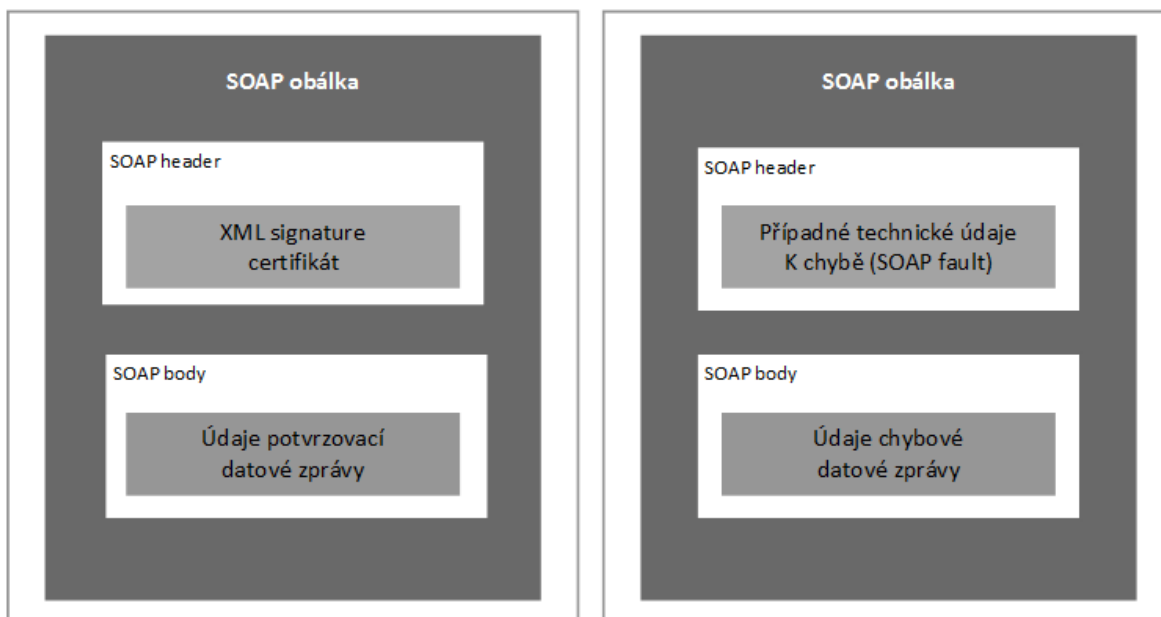 SOAP obálka
SOAP header
XML signature
certifikát
SOAP body
Údaje potvrzovací
datové zprávy
SOAP obálka
SOAP header
Případné technické údaje
K chybě (SOAP fault)
SOAP body
Údaje chybové
datové zprávy